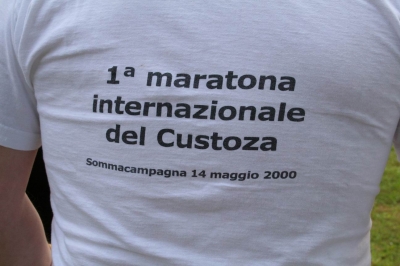 1ª maratona
internazionale
del Custoza
Sommacampagna 14 maggio 2000